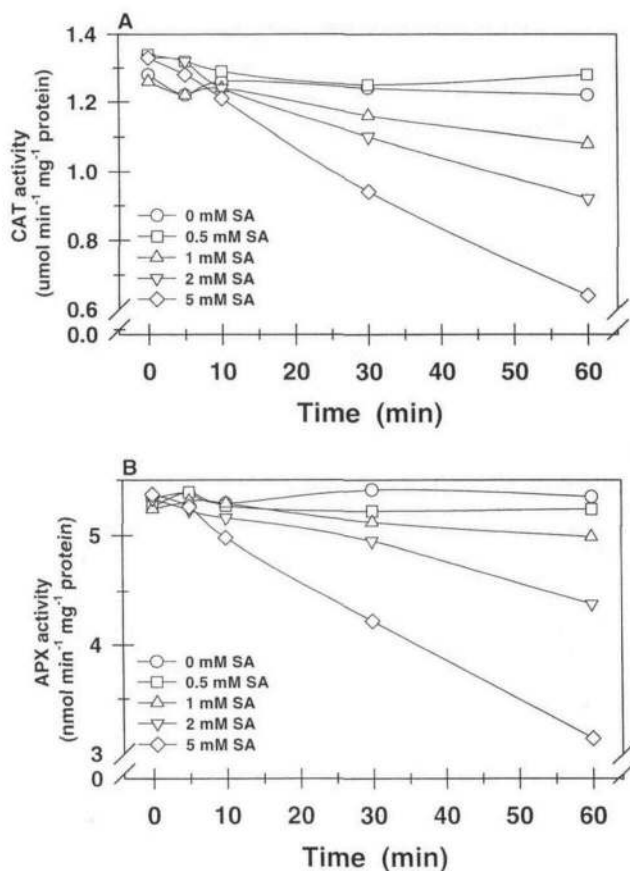 A
1.4
1.2
1.0
0.8
0.6
0.0
CAT activity
(umol min-1 mg-1 protein)
0 mM SA
0.5 mM SA
1 mM SA
2 mM SA
5 mM SA
0 10 20 30 40 50 60
Time (min)
B
5
4
3
0
APX activity
(nmol min-1 mg-1 protein)
0 mM SA
0.5 mM SA
1 mM SA
2 mM SA
5 mM SA
0 10 20 30 40 50 60
Time (min)